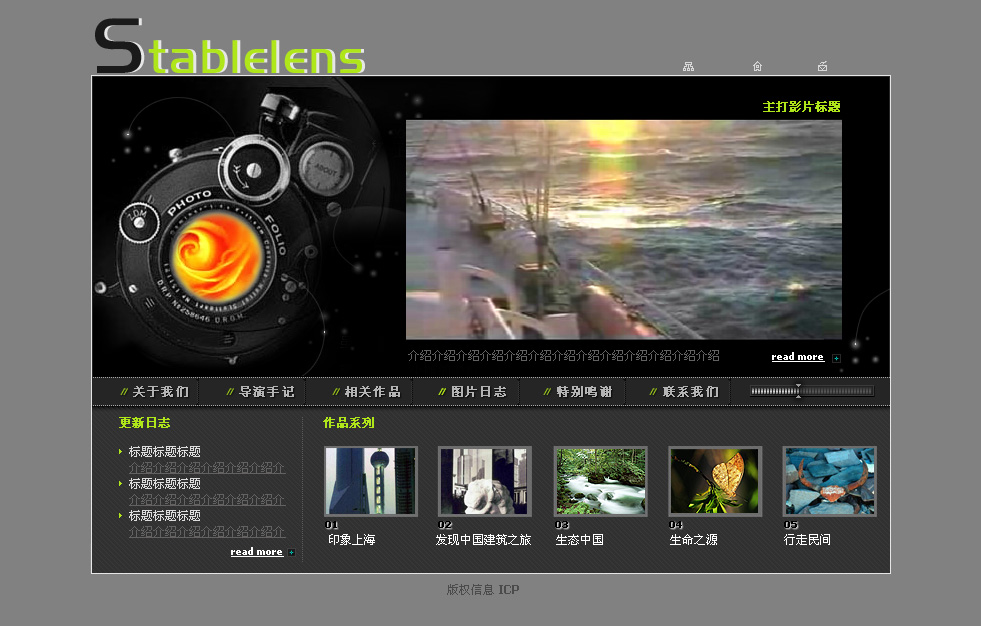 Stablelens
主打影片标题
ABOUT
ZOM
PHOTO
FOLIO
D.R.P No 258646 D.R.G.M.
介绍介绍介绍介绍介绍介绍介绍介绍介绍介绍介绍介绍介绍
read more
// 关于我们 // 导演手记 // 相关作品 // 图片日志 // 特别鸣谢 // 联系我们
更新日志
标题标题标题
介绍介绍介绍介绍介绍介绍介
标题标题标题
介绍介绍介绍介绍介绍介绍介
标题标题标题
介绍介绍介绍介绍介绍介绍介
read more
作品系列
01 02 03 04 05
印象上海 发现中国建筑之旅 生态中国 生命之源 行走民间
版权信息 ICP